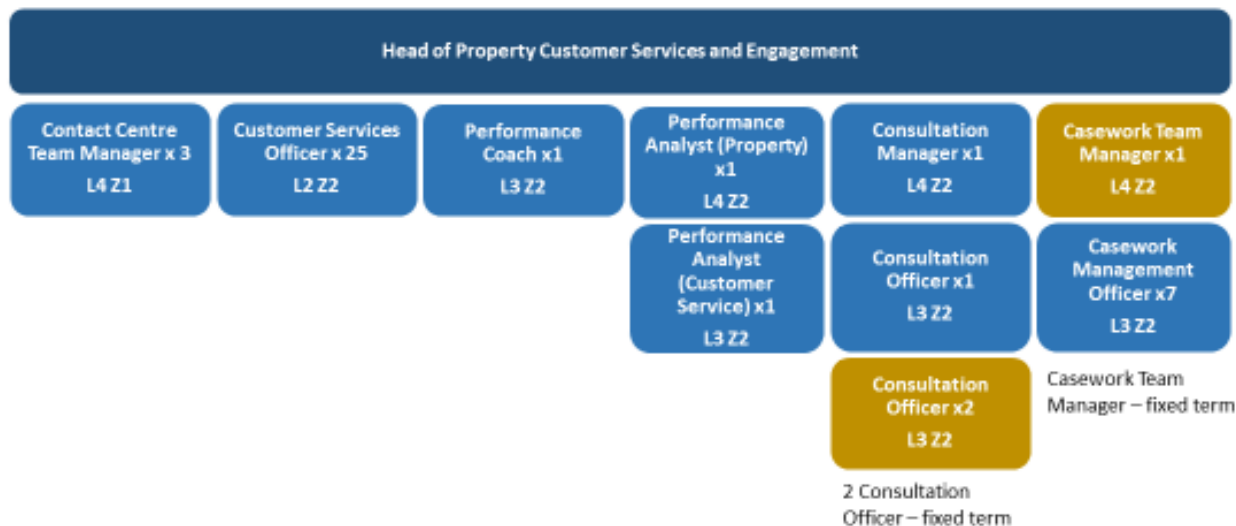 Head of Property Customer Services and Engagement
Contact Centre
Team Manager x 3
L4 Z1
Customer Services
Officer x 25
L2 Z2
Performance
Coach x1
L3 Z2
Performance
Analyst (Property)
x1
L4 Z2
Consultation
Manager x1
L4 Z2
Casework Team
Manager x1
L4 Z2
Performance
Analyst
(Customer
Service) x1
L3 Z2
Consultation
Officer x1
L3 Z2
Casework
Management
Officer x7
L3 Z2
Consultation
Officer x2
L3 Z2
Casework Team
Manager – fixed term
2 Consultation
Officer – fixed term